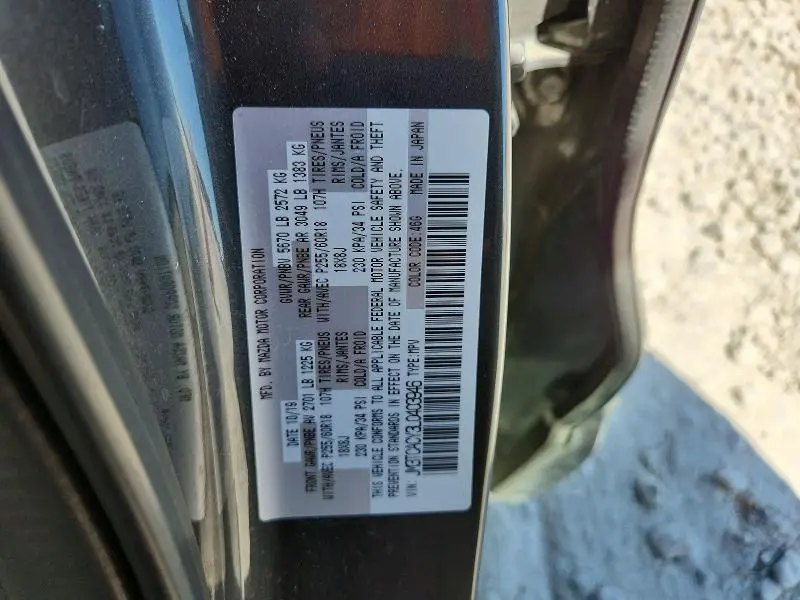 MFD. BY MAZDA MOTOR CORPORATION
DATE 10/19 GVWR/PNBV 5670 LB 2572 KG
FRONT GAWR/PNBE AV 2701 LB 1225 KG REAR GAWR/PNBE AR 3049 LB 1383 KG
WITH/AVEC P255/60R18 107H TIRES/PNEUS WITH/AVEC P255/60R18 107H TIRES/PNEUS
18X8J RIMS/JANTES 18X8J RIMS/JANTES
230 KPA/34 PSI COLD/A FROID 230 KPA/34 PSI COLD/A FROID
THIS VEHICLE CONFORMS TO ALL APPLICABLE FEDERAL MOTOR VEHICLE SAFETY AND THEFT
PREVENTION STANDARDS IN EFFECT ON THE DATE OF MANUFACTURE SHOWN ABOVE.
VIN: JM3TCACY3L0403946 TYPE:MPV COLOR CODE:46G MADE IN JAPAN